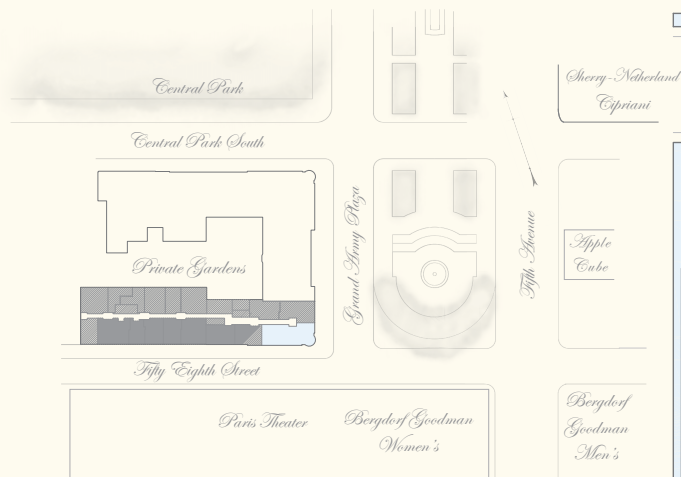 Central Park
Sherry-Netherland
Cipriani
Central Park South
Grand Army Plaza
Fifth Avenue
Apple
Cube
Private Gardens
Fifty Eighth Street
Paris Theater
Bergdorf Goodman
Women's
Bergdorf
Goodman
Men's